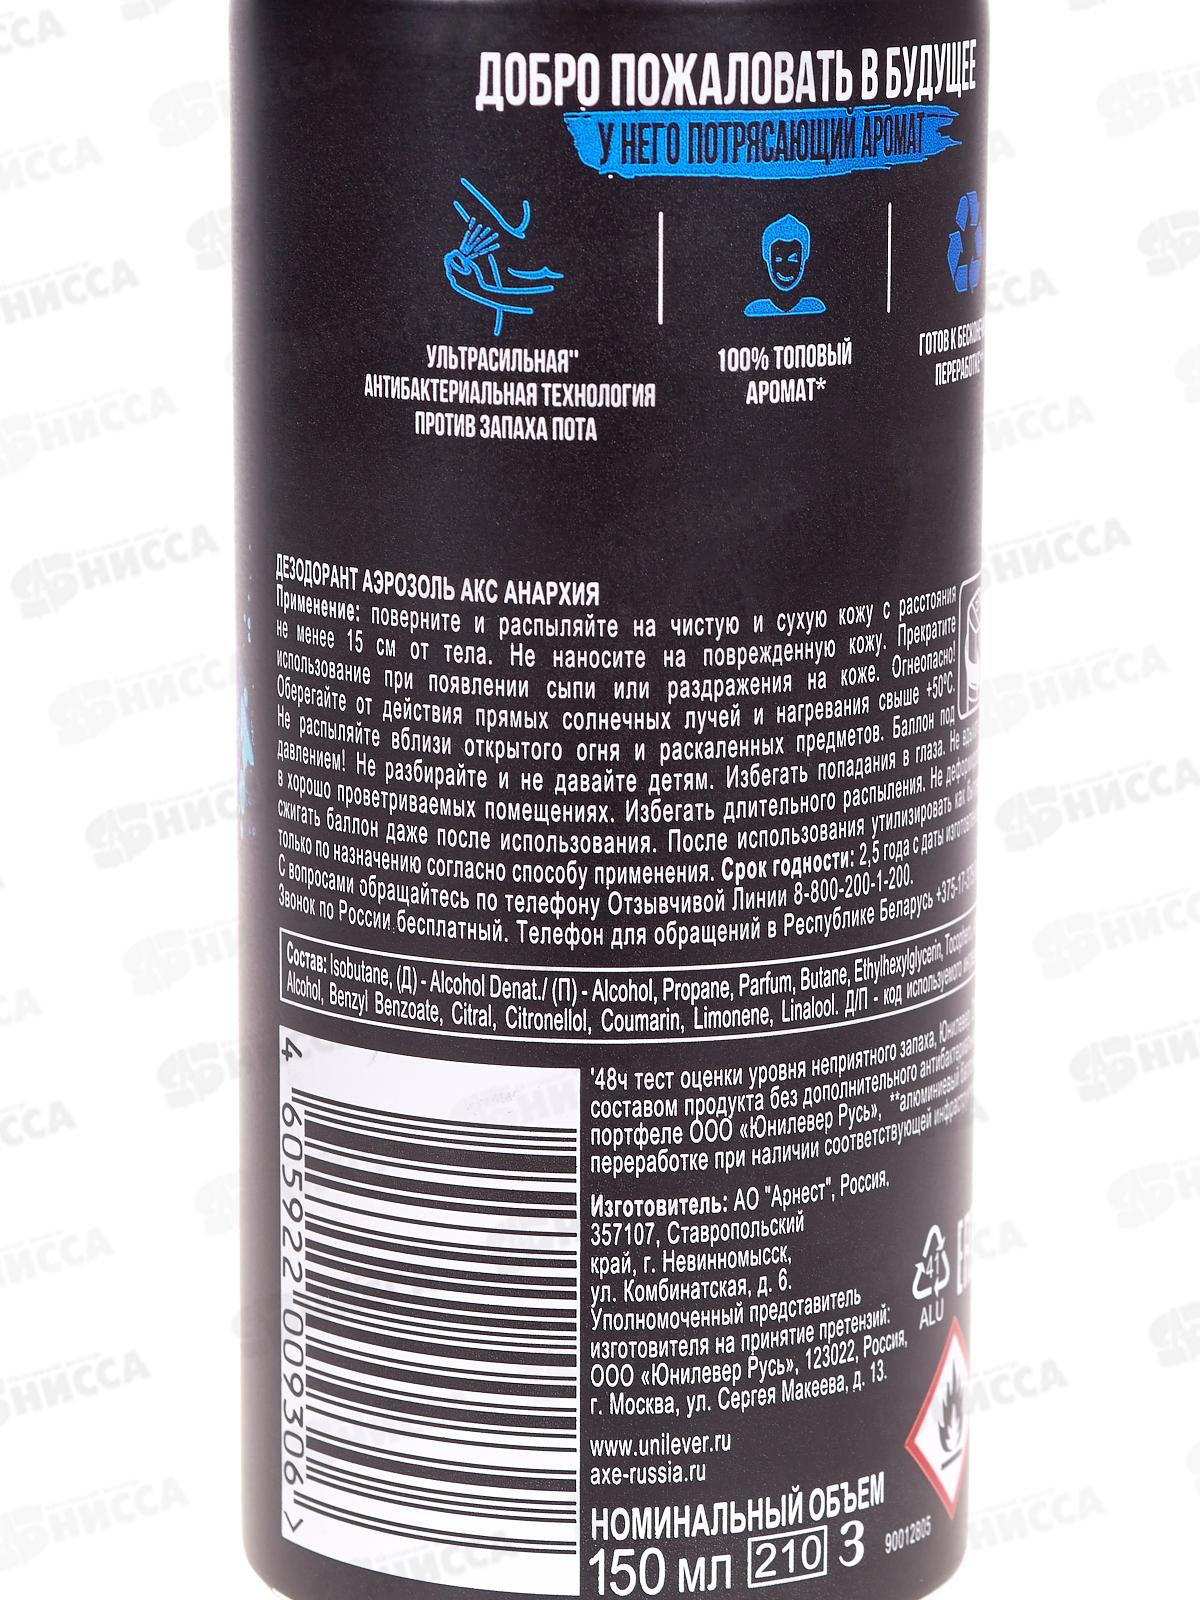 ДОБРО ПОЖАЛОВАТЬ В БУДУЩЕЕ
У НЕГО ПОТРЯСАЮЩИЙ АРОМАТ
УЛЬТРАСИЛЬНАЯ"
АНТИБАКТЕРИАЛЬНАЯ ТЕХНОЛОГИЯ
ПРОТИВ ЗАПАХА ПОТА
100% ТОПОВЫЙ
АРОМАТ*
ГОТОВ К
ПЕРЕРАБОТКЕ
ДЕЗОДОРАНТ АЭРОЗОЛЬ АКС АНАРХИЯ
Применение: поверните и распыляйте на чистую и сухую кожу с расстояния
не менее 15 см от тела. Не наносите на поврежденную кожу. Прекратите
использование при появлении сыпи или раздражения на коже. Огнеопасно!
Оберегайте от действия прямых солнечных лучей и нагревания свыше +50°С.
Не распыляйте вблизи открытого огня и раскаленных предметов. Баллон под
давлением! Не разбирайте и не давайте детям. Избегать попадания в глаза. Не
в хорошо проветриваемых помещениях. Избегать длительного распыления. Не
сжигать баллон даже после использования. После использования утилизировать как
только по назначению согласно способу применения. Срок годности: 2,5 года с даты
С вопросами обращайтесь по телефону Отзывчивой Линии 8-800-200-1-200.
Звонок по России бесплатный. Телефон для обращений в Республике Беларусь +375-17-
Состав: Isobutane, (Д) - Alcohol Denat./ (П) - Alcohol, Propane, Parfum, Butane, Ethylhexylglycerin,
Alcohol, Benzyl Benzoate, Citral, Citronellol, Coumarin, Limonene, Linalool. Д/П - код используемого
'48ч тест оценки уровня неприятного запаха,
составом продукта без дополнительного
портфеле ООО «Юнилевер Русь», **алюминиевый
переработке при наличии соответствующей
Изготовитель: АО "Арнест", Россия,
357107, Ставропольский
край, г. Невинномысск,
ул. Комбинатская, д. 6.
Уполномоченный представитель
изготовителя на принятие претензий:
ООО «Юнилевер Русь», 123022, Россия,
г. Москва, ул. Сергея Макеева, д. 13.
www.unilever.ru
axe-russia.ru
НОМИНАЛЬНЫЙ ОБЪЕМ
150 МЛ 210 3
90012805
41
ALU
4 605922 009306 >
НИССА